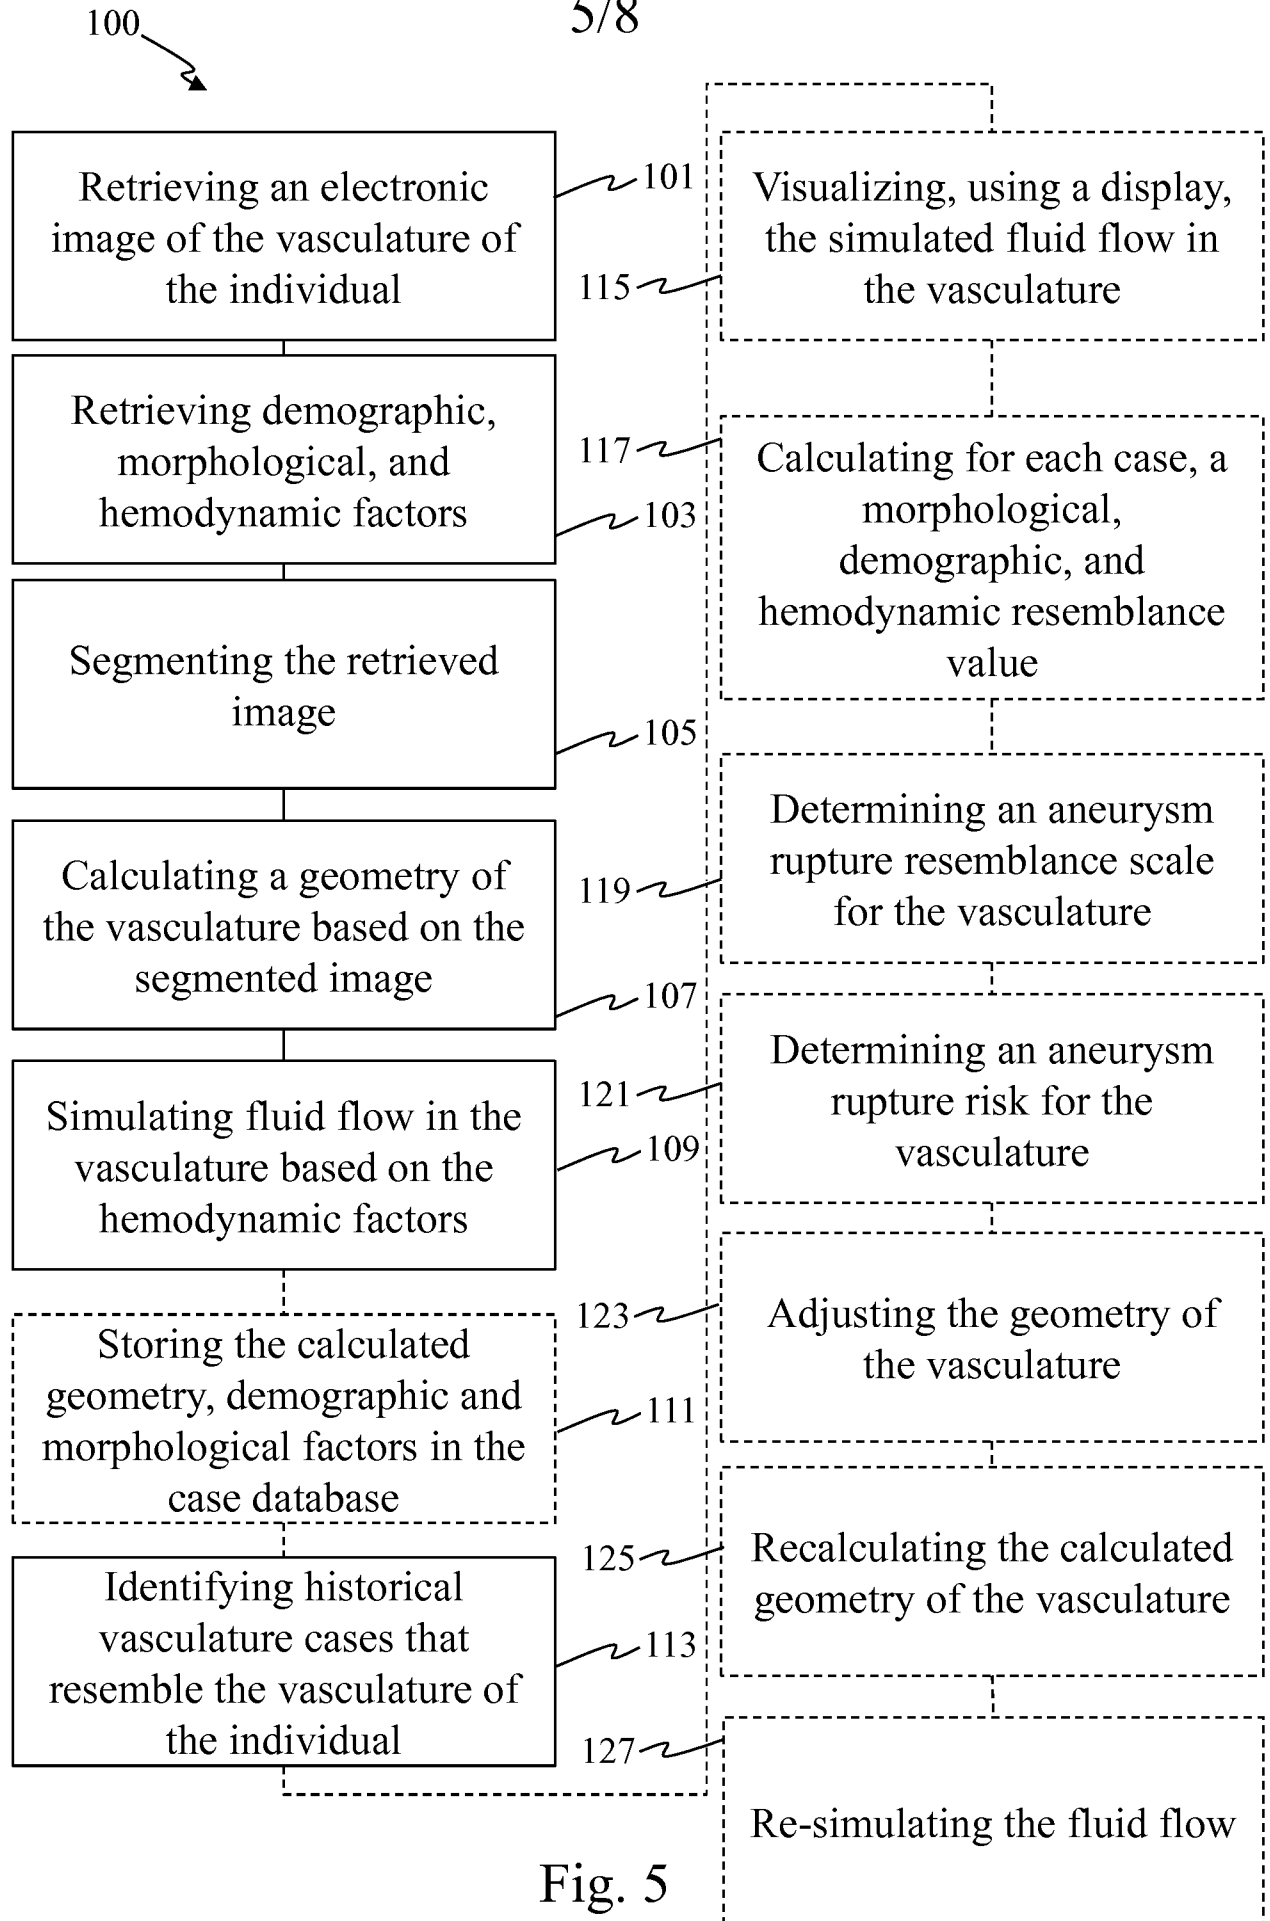 5/8
100
Retrieving an electronic
image of the vasculature of
the individual
101
Retrieving demographic,
morphological, and
hemodynamic factors
103
Segmenting the retrieved
image
105
Calculating a geometry of
the vasculature based on the
segmented image
107
Simulating fluid flow in the
vasculature based on the
hemodynamic factors
109
Storing the calculated
geometry, demographic and
morphological factors in the
case database
111
Identifying historical
vasculature cases that
resemble the vasculature of
the individual
113
Visualizing, using a display,
the simulated fluid flow in
the vasculature
115
Calculating for each case, a
morphological,
demographic, and
hemodynamic resemblance
value
117
Determining an aneurysm
rupture resemblance scale
for the vasculature
119
Determining an aneurysm
rupture risk for the
vasculature
121
Adjusting the geometry of
the vasculature
123
Recalculating the calculated
geometry of the vasculature
125
Re-simulating the fluid flow
127
Fig. 5